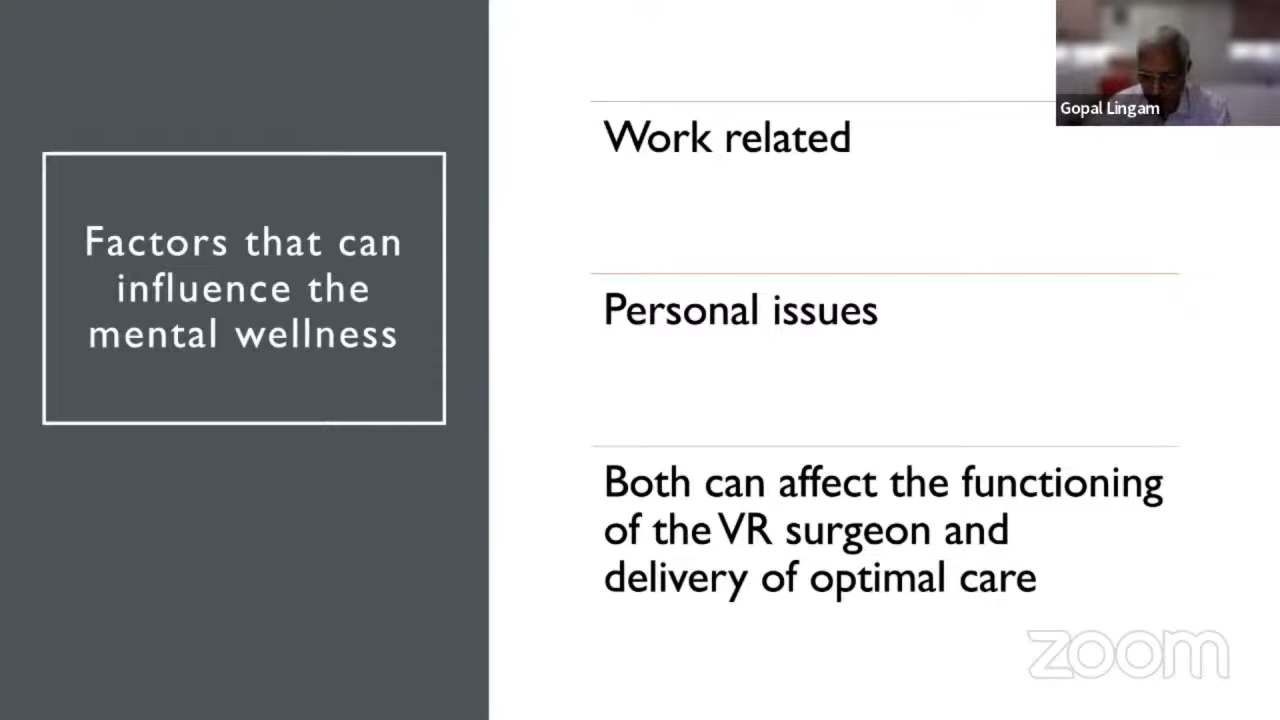 Factors that can
influence the
mental wellness
Work related
Personal issues
Both can affect the functioning
of the VR surgeon and
delivery of optimal care
Gopal Lingam
zoom